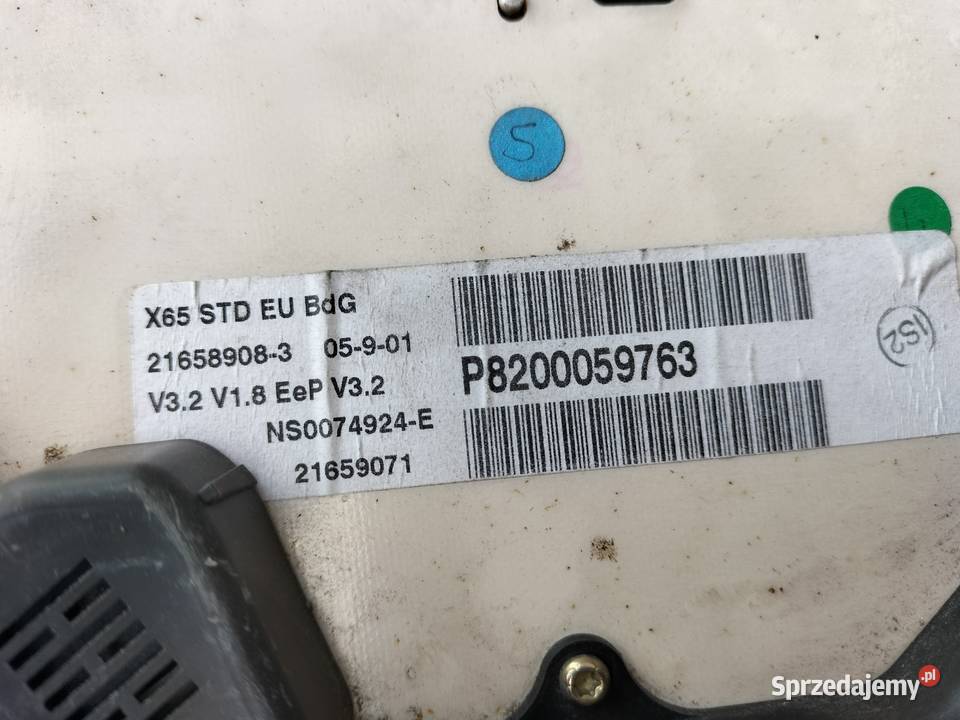 S
X65 STD EU BdG
21658908-3 05-9-01
V3.2 V1.8 EeP V3.2
NS0074924-E
21659071
P8200059763
1S2
Sprzedajemy.pl